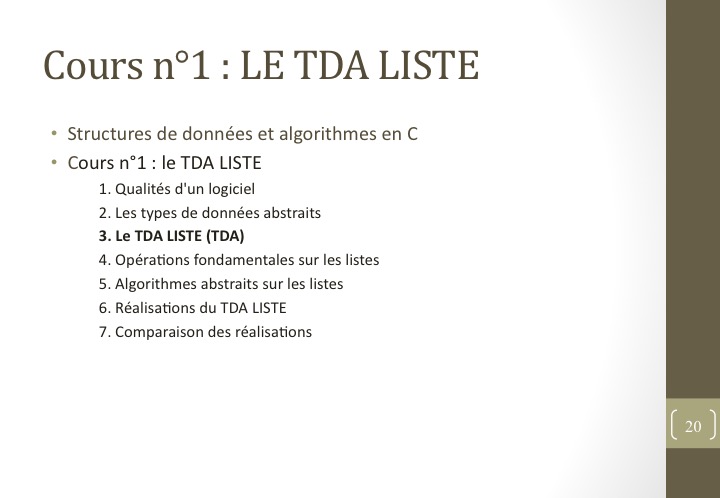 Cours n°1 : LE TDA LISTE
• Structures de données et algorithmes en C
• Cours n°1 : le TDA LISTE
1. Qualités d'un logiciel
2. Les types de données abstraits
3. Le TDA LISTE (TDA)
4. Opérations fondamentales sur les listes
5. Algorithmes abstraits sur les listes
6. Réalisations du TDA LISTE
7. Comparaison des réalisations
20